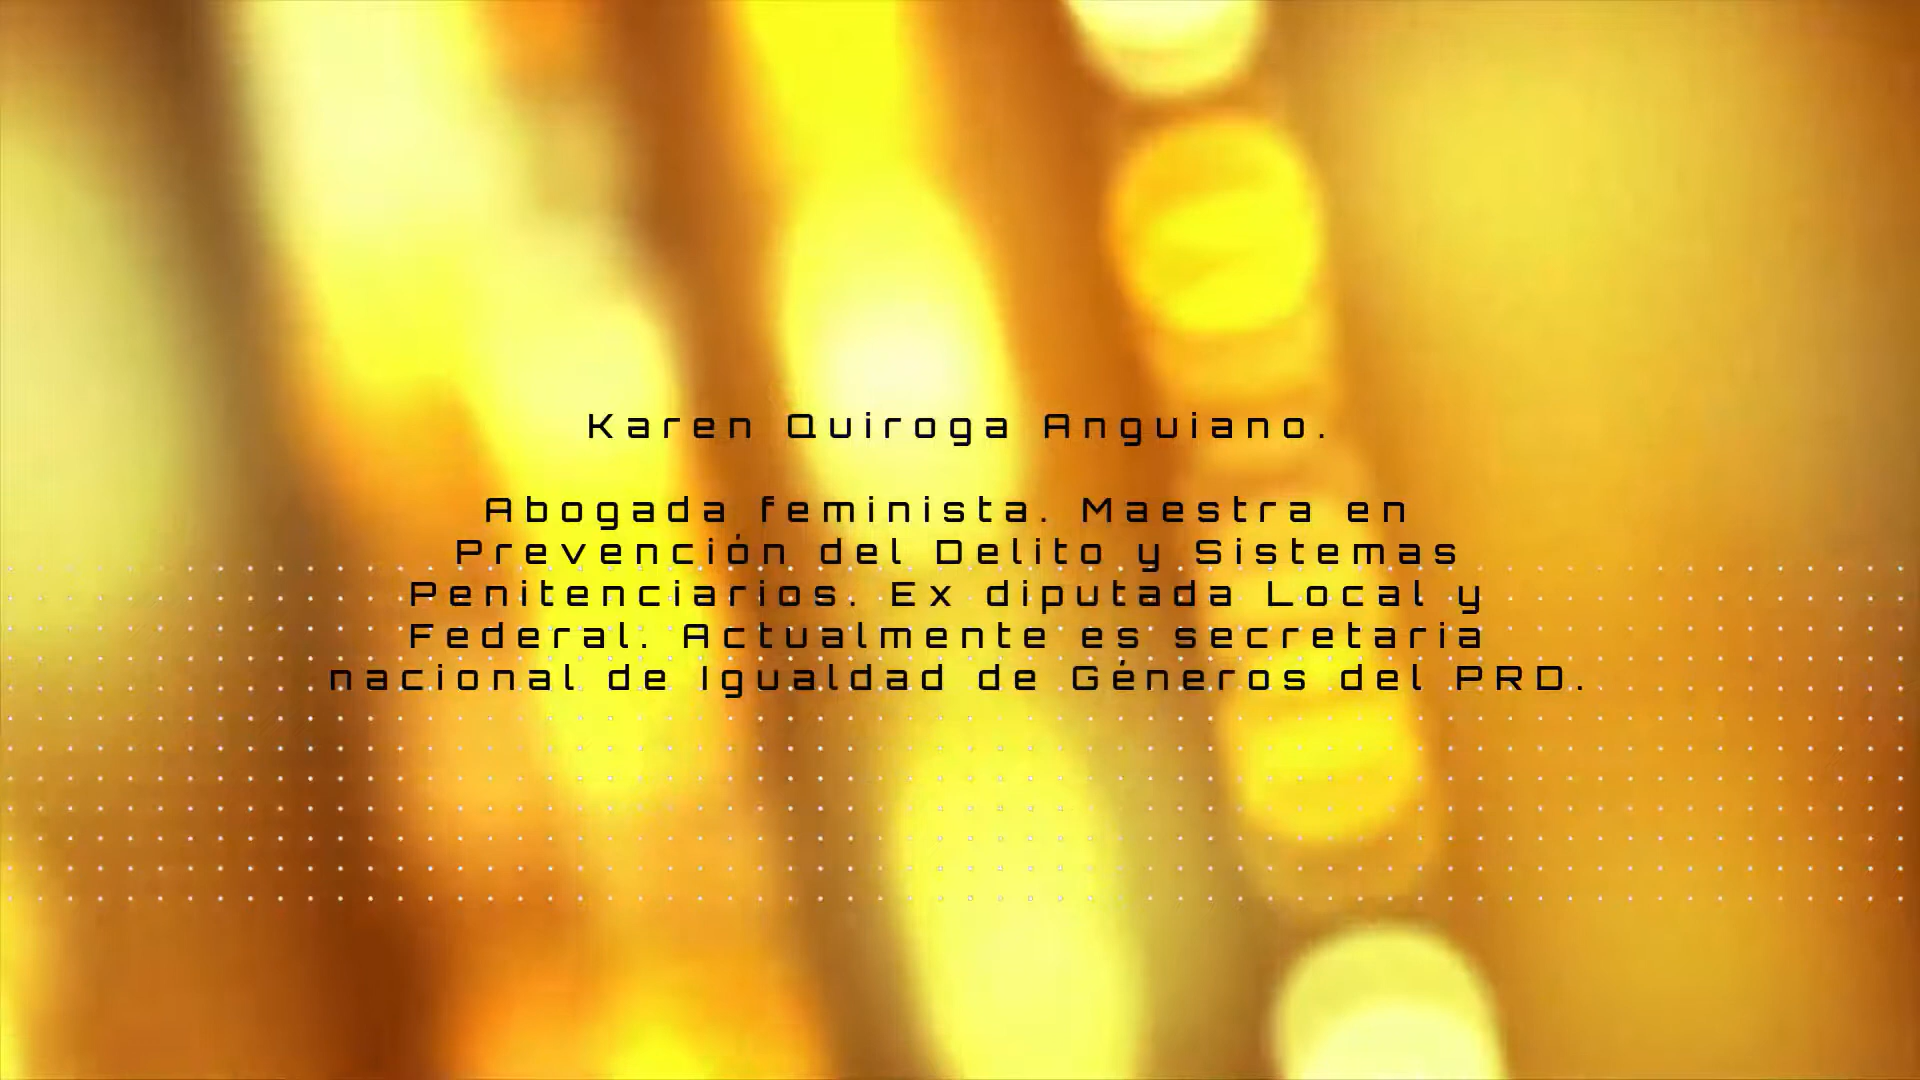 Karen Quiroga Anguiano.
Abogada feminista. Maestra en
Prevención del Delito y Sistemas
Penitenciarios. Ex diputada Local y
Federal. Actualmente es secretaria
nacional de Igualdad de Géneros del PRD.